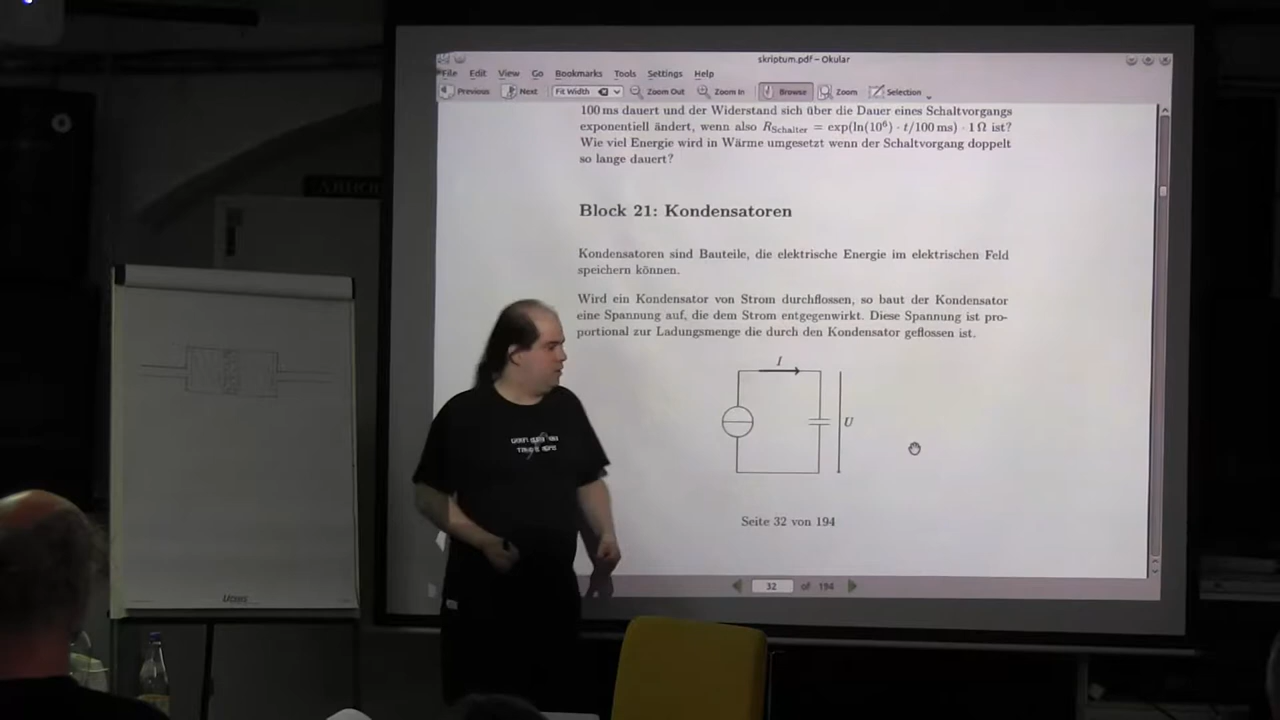 skriptum.pdf – Okular
File Edit View Go Bookmarks Tools Settings Help
Previous Next Fit Width Zoom Out Zoom In Browse Zoom Selection
100 ms dauert und der Widerstand sich über die Dauer eines Schaltvorgangs
exponentiell ändert, wenn also R_Schalter = exp(ln(10⁶) · t/100 ms) · 1 Ω ist?
Wie viel Energie wird in Wärme umgesetzt wenn der Schaltvorgang doppelt
so lange dauert?
Block 21: Kondensatoren
Kondensatoren sind Bauteile, die elektrische Energie im elektrischen Feld
speichern können.
Wird ein Kondensator von Strom durchflossen, so baut der Kondensator
eine Spannung auf, die dem Strom entgegenwirkt. Diese Spannung ist pro-
portional zur Ladungsmenge die durch den Kondensator geflossen ist.
I
U
Seite 32 von 194
32 of 194